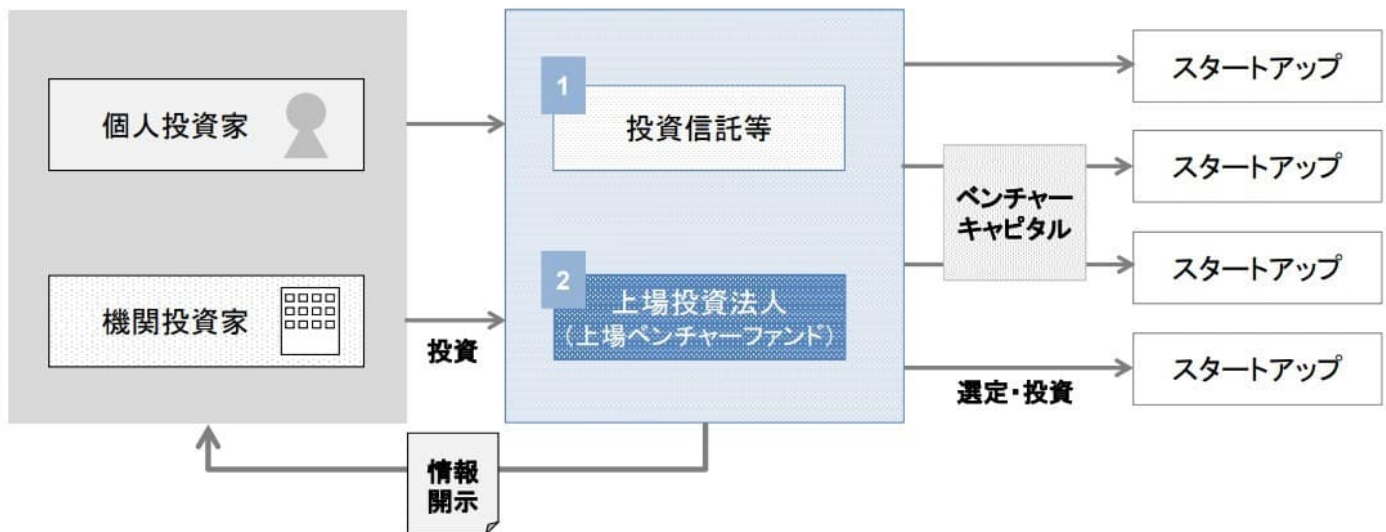 個人投資家
機関投資家
投資
1
投資信託等
2
上場投資法人
（上場ベンチャーファンド）
ベンチャー
キャピタル
選定・投資
スタートアップ
スタートアップ
スタートアップ
スタートアップ
情報
開示